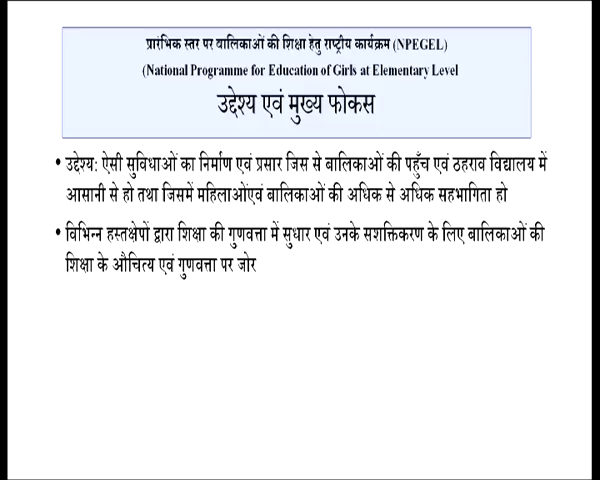 प्रारंभिक स्तर पर वालिकाओं की शिक्षा हेतु राष्ट्रीय कार्यक्रम (NPEGEL)
(National Programme for Education of Girls at Elementary Level
उद्देश्य एवं मुख्य फोकस
• उद्देश्य: ऐसी सुविधाओं का निर्माण एवं प्रसार जिस से बालिकाओं की पहुँच एवं ठहराव विद्यालय में
आसानी से हो तथा जिसमें महिलाओंएवं बालिकाओं की अधिक से अधिक सहभागिता हो
• विभिन्न हस्तक्षेपों द्वारा शिक्षा की गुणवत्ता में सुधार एवं उनके सशक्तिकरण के लिए बालिकाओं की
शिक्षा के औचित्य एवं गुणवत्ता पर जोर